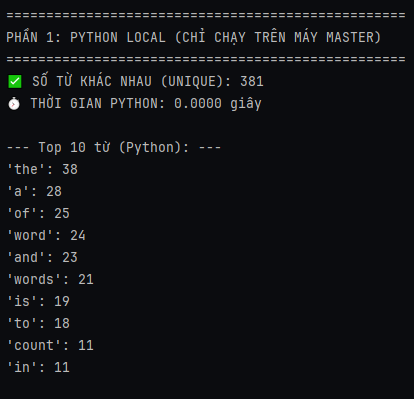 ==================================================
PHẦN 1: PYTHON LOCAL (CHỈ CHẠY TRÊN MÁY MASTER)
==================================================
✅ SỐ TỪ KHÁC NHAU (UNIQUE): 381
⏱ THỜI GIAN PYTHON: 0.0000 giây

--- Top 10 từ (Python): ---
'the': 38
'a': 28
'of': 25
'word': 24
'and': 23
'words': 21
'is': 19
'to': 18
'count': 11
'in': 11